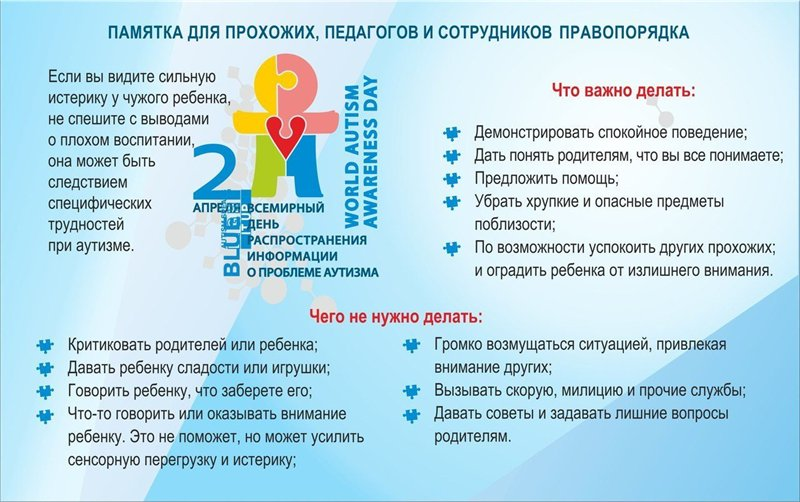 ПАМЯТКА ДЛЯ ПРОХОЖИХ, ПЕДАГОГОВ И СОТРУДНИКОВ ПРАВОПОРЯДКА
Если вы видите сильную
истерику у чужого ребенка,
не спешите с выводами
о плохом воспитании,
она может быть
следствием
специфических
трудностей
при аутизме.
2
АПРЕЛЯ
ВСЕМИРНЫЙ
ДЕНЬ
РАСПРОСТРАНЕНИЯ
ИНФОРМАЦИИ
О ПРОБЛЕМЕ АУТИЗМА
WORLD AUTISM
AWARENESS DAY
BLUE
Что важно делать:
Демонстрировать спокойное поведение;
Дать понять родителям, что вы все понимаете;
Предложить помощь;
Убрать хрупкие и опасные предметы
поблизости;
По возможности успокоить других прохожих;
и оградить ребенка от излишнего внимания.
Чего не нужно делать:
Критиковать родителей или ребенка;
Давать ребенку сладости или игрушки;
Говорить ребенку, что заберете его;
Что-то говорить или оказывать внимание
ребенку. Это не поможет, но может усилить
сенсорную перегрузку и истерику;
Громко возмущаться ситуацией, привлекая
внимание других;
Вызывать скорую, милицию и прочие службы;
Давать советы и задавать лишние вопросы
родителям.